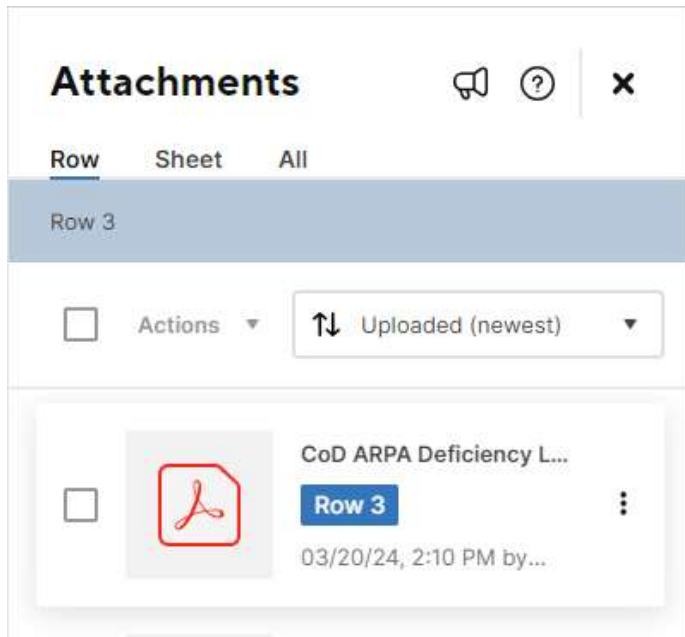 Attachments
Row Sheet All
Row 3
Actions Uploaded (newest)
CoD ARPA Deficiency L...
Row 3
03/20/24, 2:10 PM by...